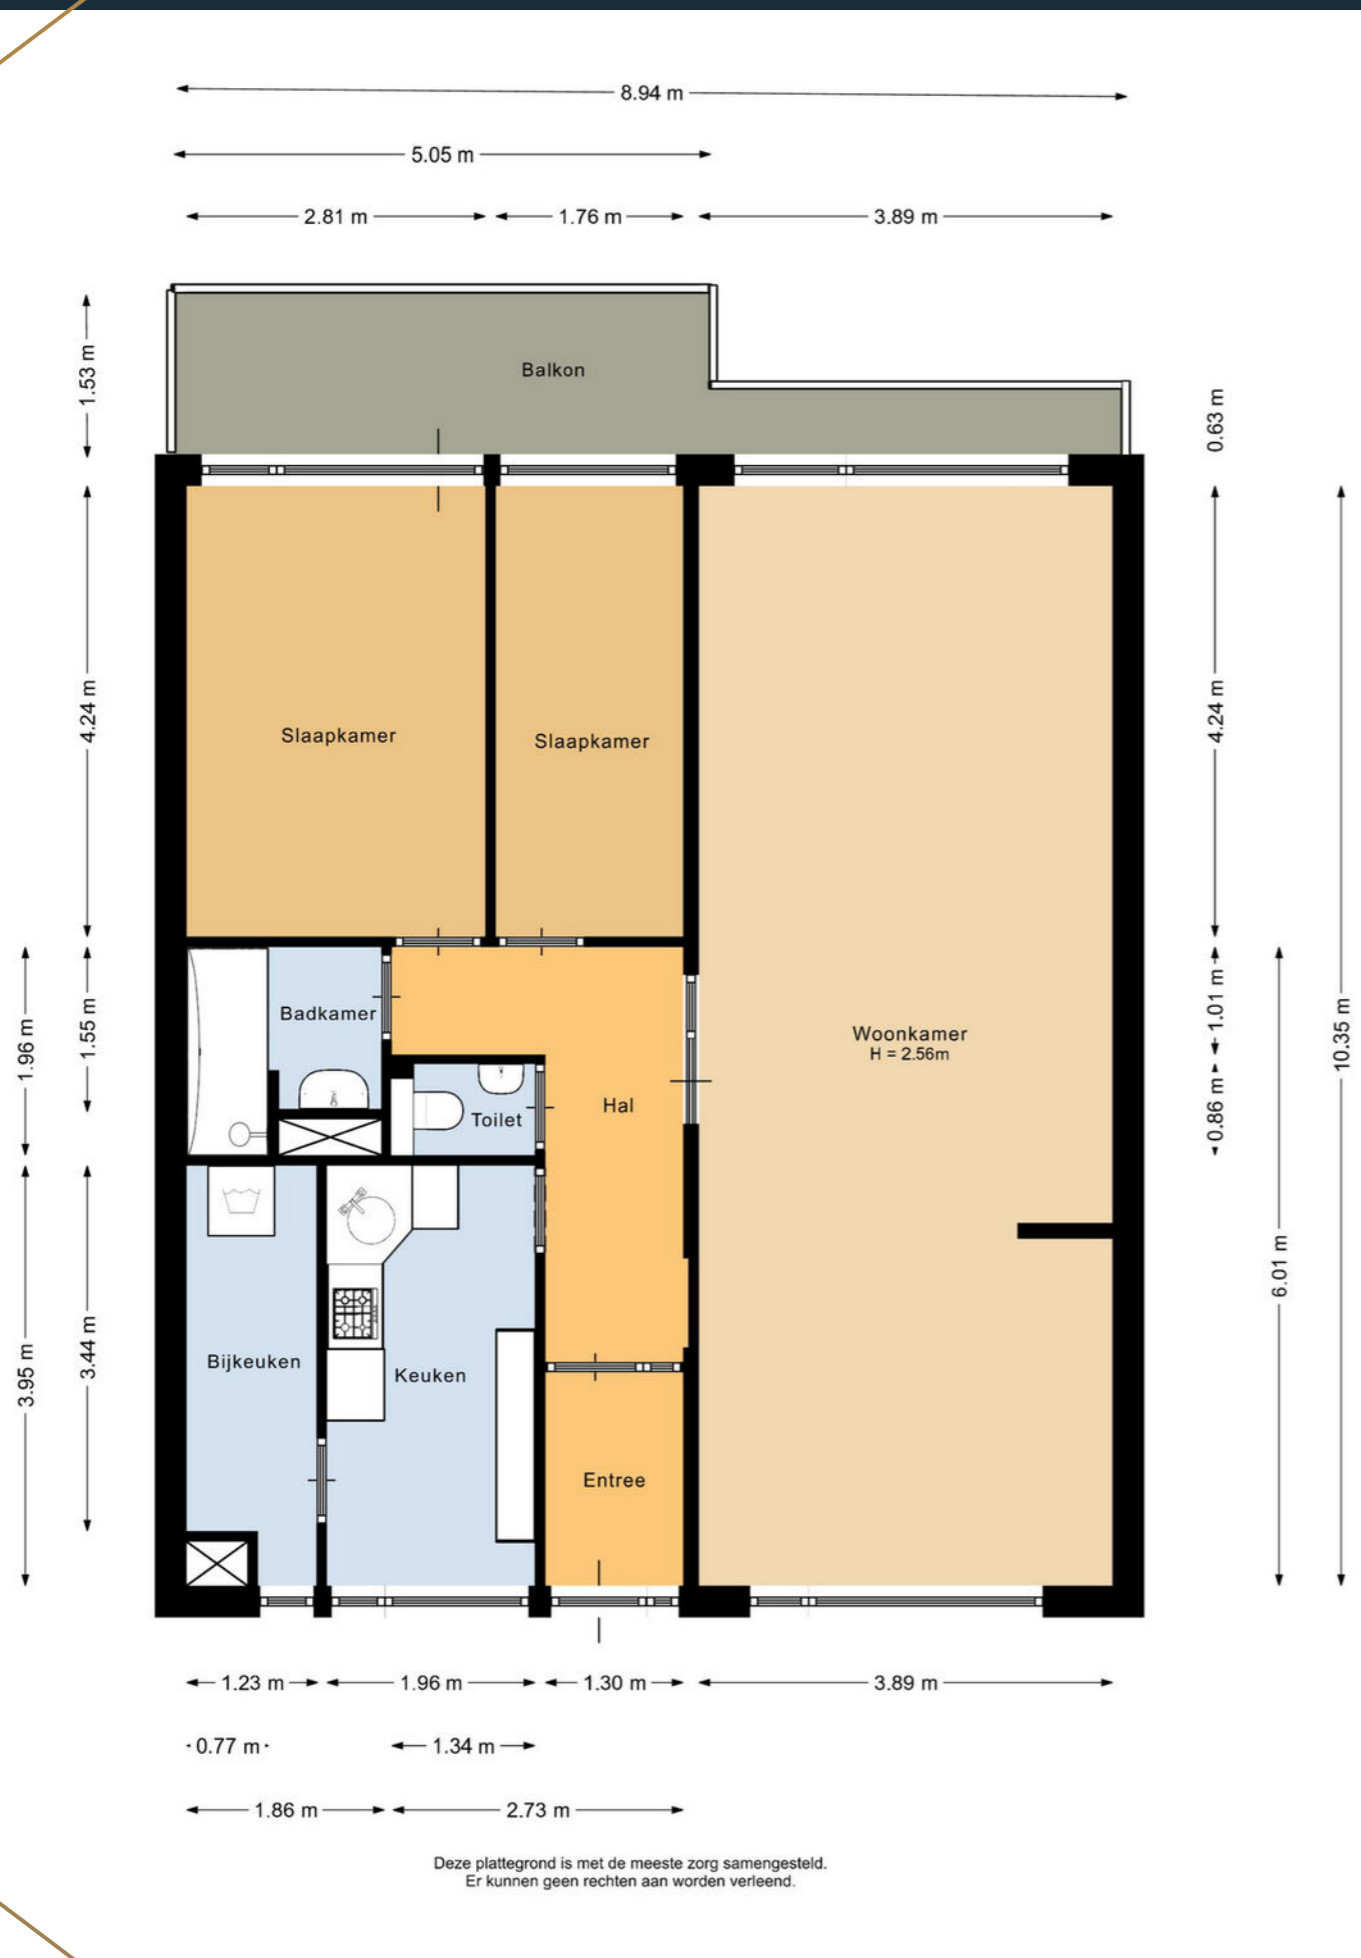 8.94 m
5.05 m
2.81 m
1.76 m
3.89 m
1.53 m
Balkon
0.63 m
4.24 m
4.24 m
Slaapkamer
Slaapkamer
1.96 m
1.55 m
Badkamer
Woonkamer
H = 2.56m
1.01 m
10.35 m
Toilet
Hal
0.86 m
6.01 m
3.95 m
3.44 m
Bijkeuken
Keuken
Entree
1.23 m
1.96 m
1.30 m
3.89 m
0.77 m
1.34 m
1.86 m
2.73 m
Deze plattegrond is met de meeste zorg samengesteld.
Er kunnen geen rechten aan worden verleend.